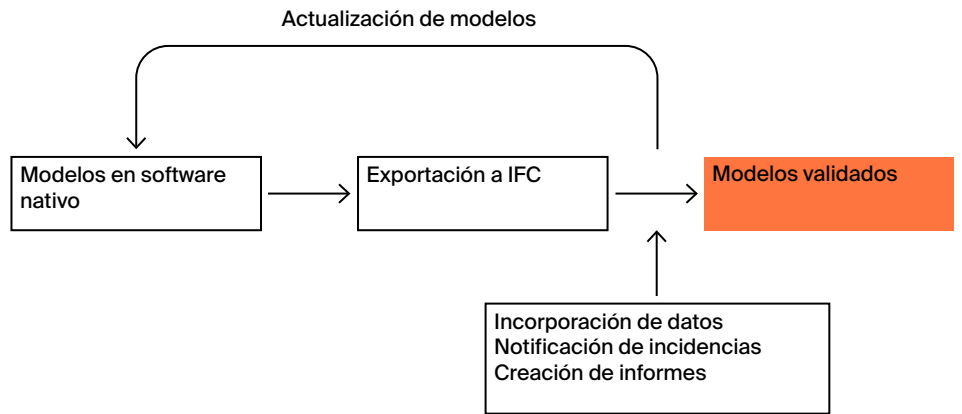 Actualización de modelos
Modelos en software
nativo
Exportación a IFC
Modelos validados
Incorporación de datos
Notificación de incidencias
Creación de informes